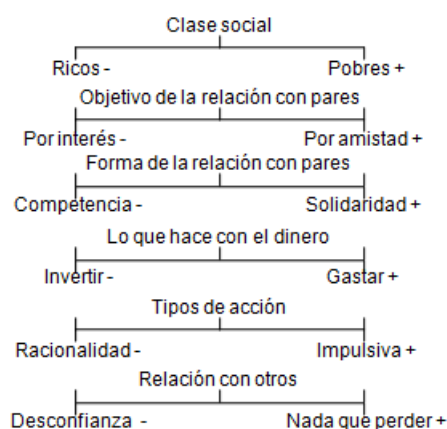 Clase social
Ricos - Pobres +
Objetivo de la relación con pares
Por interés - Por amistad +
Forma de la relación con pares
Competencia - Solidaridad +
Lo que hace con el dinero
Invertir - Gastar +
Tipos de acción
Racionalidad - Impulsiva +
Relación con otros
Desconfianza - Nada que perder +